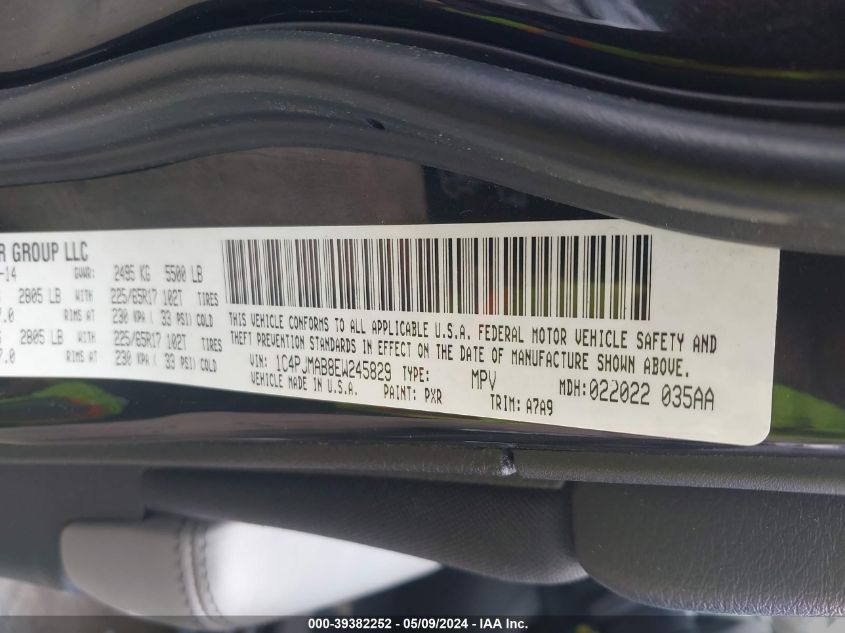 R GROUP LLC
-14 GVWR: 2495 KG 5500 LB
2805 LB WITH 225/65R17 102T TIRES
7.0 RIMS AT 230 KPA ( 33 PSI) COLD
2805 LB WITH 225/65R17 102T TIRES
7.0 RIMS AT 230 KPA ( 33 PSI) COLD
THIS VEHICLE CONFORMS TO ALL APPLICABLE U.S.A. FEDERAL MOTOR VEHICLE SAFETY AND
THEFT PREVENTION STANDARDS IN EFFECT ON THE DATE OF MANUFACTURE SHOWN ABOVE.
VIN: 1C4PJMAB8EW245829 TYPE: MPV MDH: 022022 035AA
VEHICLE MADE IN U.S.A. PAINT: PXR TRIM: A7A9
000-39382252 - 05/09/2024 - IAA Inc.